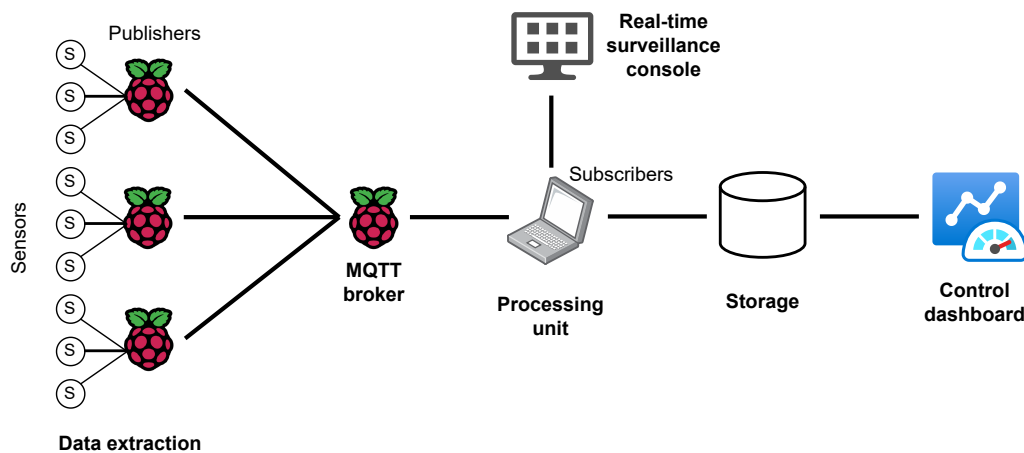 Publishers
S
S
S
S
S
S
S
S
S
Sensors
Data extraction
MQTT
broker
Real-time
surveillance
console
Subscribers
Processing
unit
Storage
Control
dashboard